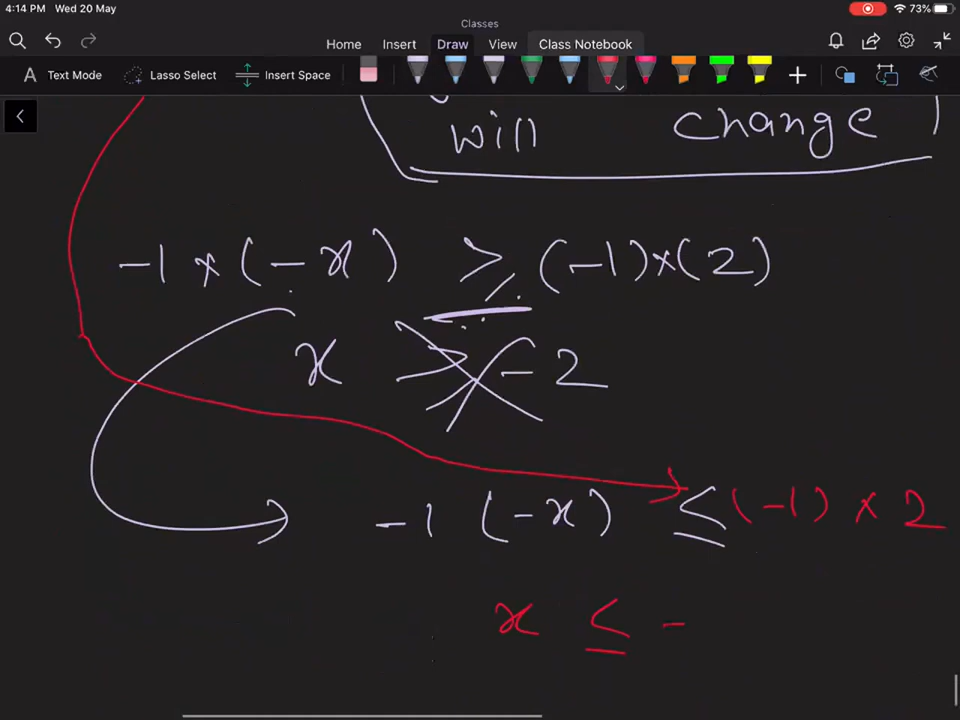 4:14 PM Wed 20 May 73%
Classes
Home Insert Draw View Class Notebook
A Text Mode Lasso Select Insert Space
will change
-1 × (-x) ≥ (-1)×(2)
x ≥ -2
-1 (-x) ≤ (-1) × 2
x ≤ -